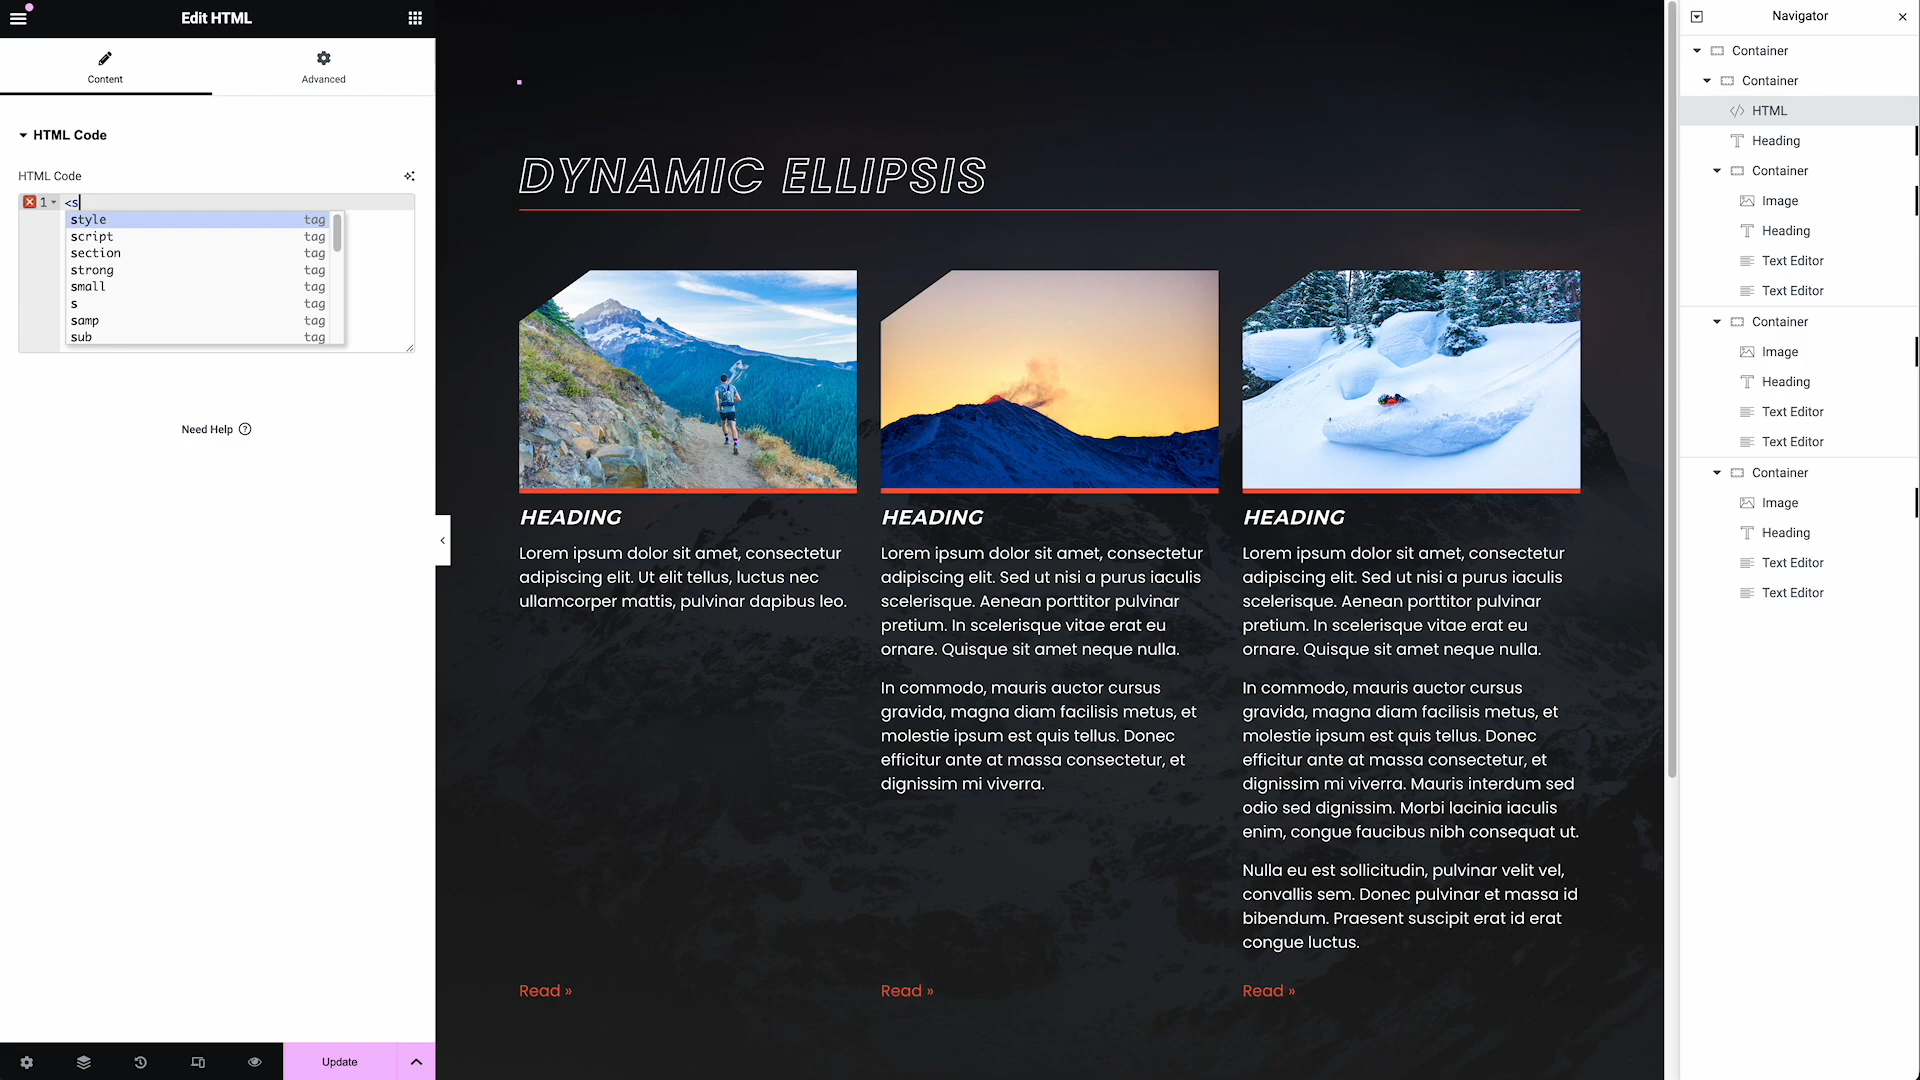 Edit HTML
Content
Advanced
HTML Code
HTML Code
1
<s
style tag
script tag
section tag
strong tag
small tag
s tag
samp tag
sub tag
Need Help
Update
DYNAMIC ELLIPSIS
HEADING
Lorem ipsum dolor sit amet, consectetur
adipiscing elit. Ut elit tellus, luctus nec
ullamcorper mattis, pulvinar dapibus leo.
Read »
HEADING
Lorem ipsum dolor sit amet, consectetur
adipiscing elit. Sed ut nisi a purus iaculis
scelerisque. Aenean porttitor pulvinar
pretium. In scelerisque vitae erat eu
ornare. Quisque sit amet neque nulla.
In commodo, mauris auctor cursus
gravida, magna diam facilisis metus, et
molestie ipsum est quis tellus. Donec
efficitur ante at massa consectetur, et
dignissim mi viverra.
Read »
HEADING
Lorem ipsum dolor sit amet, consectetur
adipiscing elit. Sed ut nisi a purus iaculis
scelerisque. Aenean porttitor pulvinar
pretium. In scelerisque vitae erat eu
ornare. Quisque sit amet neque nulla.
In commodo, mauris auctor cursus
gravida, magna diam facilisis metus, et
molestie ipsum est quis tellus. Donec
efficitur ante at massa consectetur, et
dignissim mi viverra. Mauris interdum sed
odio sed dignissim. Morbi lacinia iaculis
enim, congue faucibus nibh consequat ut.
Nulla eu est sollicitudin, pulvinar velit vel,
convallis sem. Donec pulvinar et massa id
bibendum. Praesent suscipit erat id erat
congue luctus.
Read »
Navigator
Container
Container
HTML
Heading
Container
Image
Heading
Text Editor
Text Editor
Container
Image
Heading
Text Editor
Text Editor
Container
Image
Heading
Text Editor
Text Editor